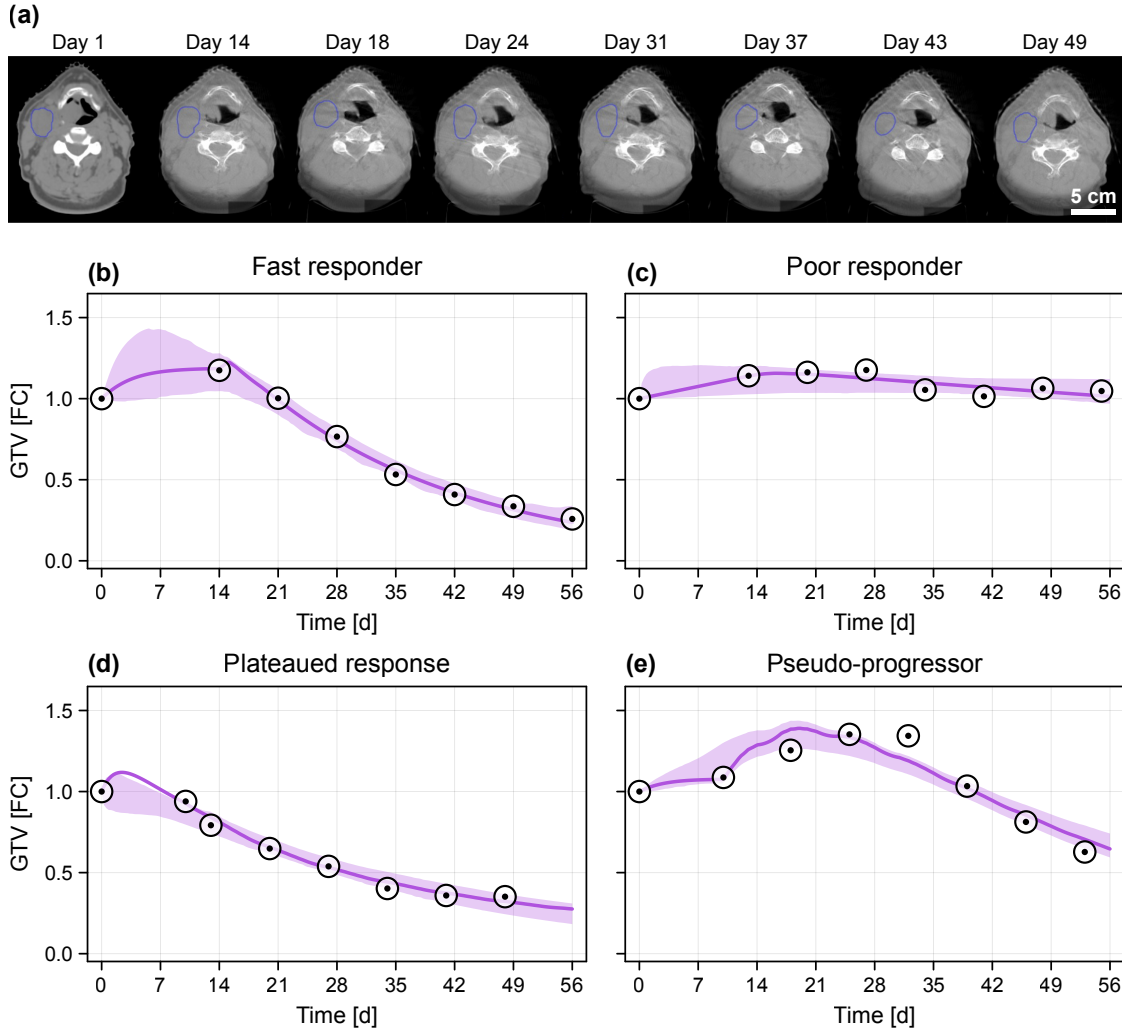 (a)
Day 1 Day 14 Day 18 Day 24 Day 31 Day 37 Day 43 Day 49
5 cm
(b) Fast responder
GTV [FC]
1.5
1.0
0.5
0.0
0 7 14 21 28 35 42 49 56
Time [d]
(c) Poor responder
0 7 14 21 28 35 42 49 56
Time [d]
(d) Plateaued response
GTV [FC]
1.5
1.0
0.5
0.0
0 7 14 21 28 35 42 49 56
Time [d]
(e) Pseudo-progressor
0 7 14 21 28 35 42 49 56
Time [d]